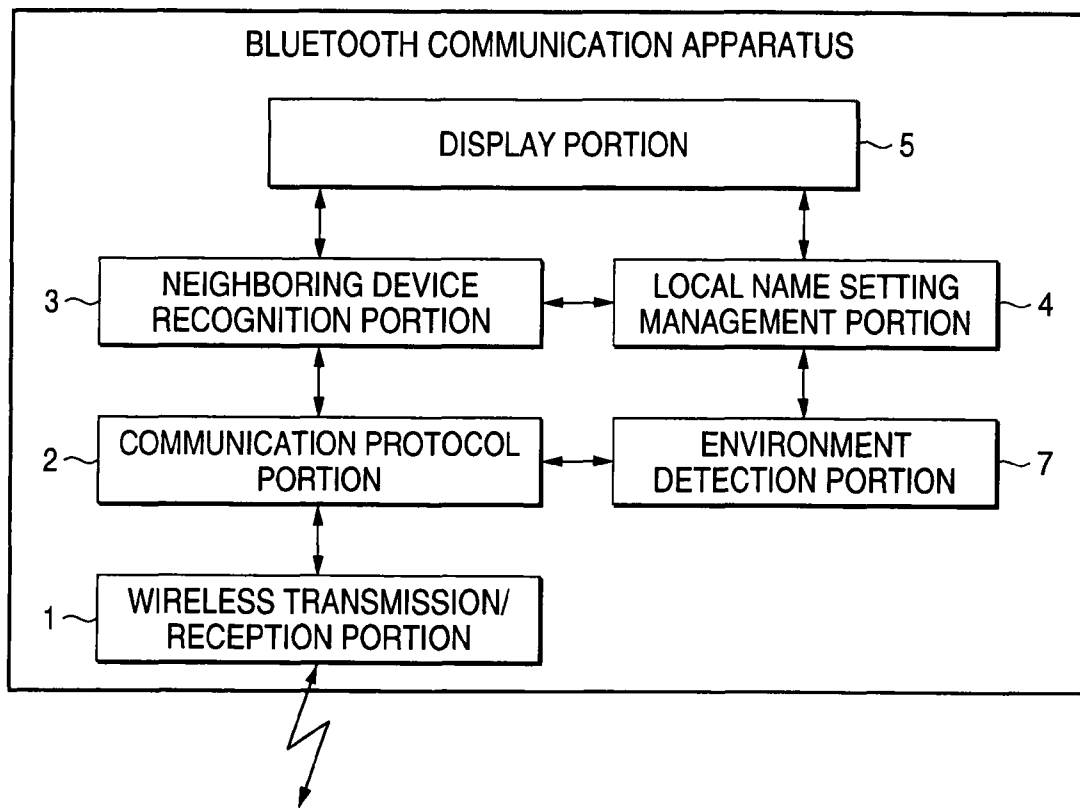 BLUETOOTH COMMUNICATION APPARATUS
DISPLAY PORTION
5
3
NEIGHBORING DEVICE
RECOGNITION PORTION
LOCAL NAME SETTING
MANAGEMENT PORTION
4
2
COMMUNICATION PROTOCOL
PORTION
ENVIRONMENT
DETECTION PORTION
7
1
WIRELESS TRANSMISSION/
RECEPTION PORTION